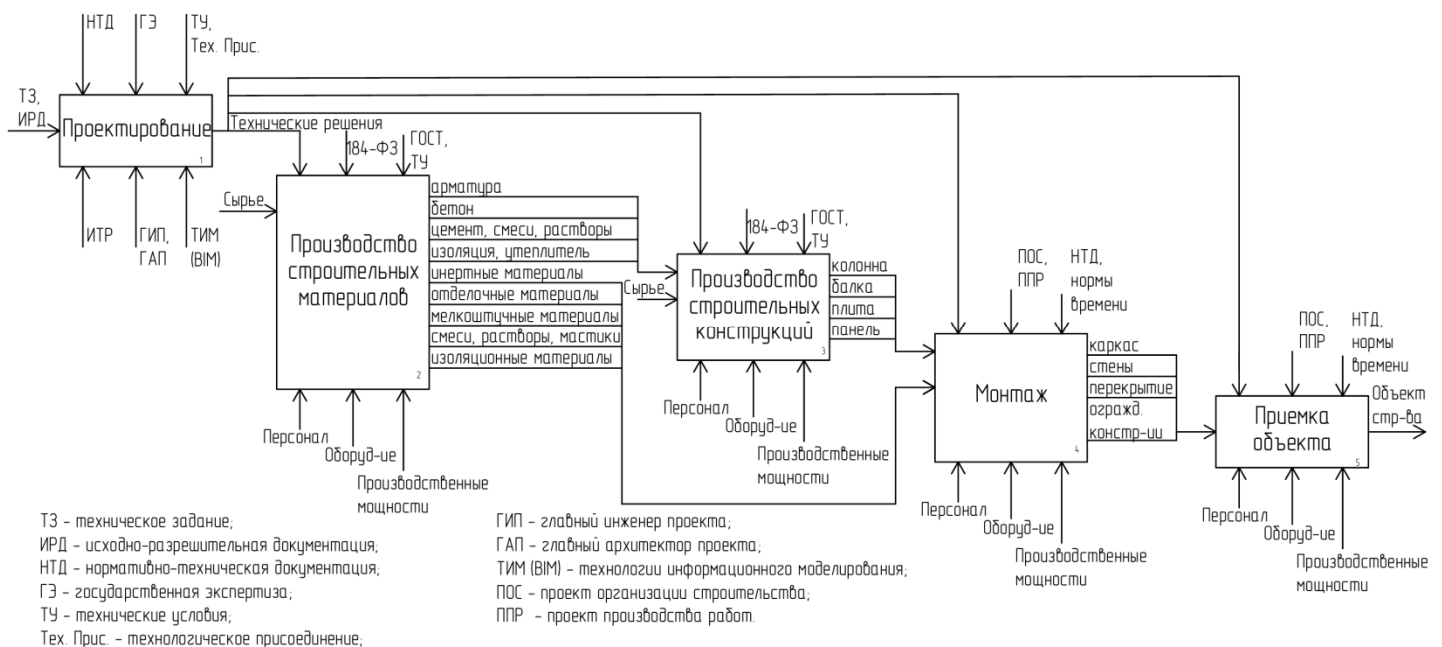 НТД
ГЭ
ТУ,
Тех. Прис.
ТЗ,
ИРД
Проектирование
1
ИТР
ГИП,
ГАП
ТИМ
(BIM)
Технические решения
184-ФЗ
ГОСТ,
ТУ
Сырье
Производство
строительных
материалов
2
арматура
бетон
цемент, смеси, растворы
изоляция, утеплитель
инертные материалы
отделочные материалы
мелкоштучные материалы
смеси, растворы, мастики
изоляционные материалы
Персонал
Оборуд-ие
Производственные
мощности
184-ФЗ
ГОСТ,
ТУ
Сырье
Производство
строительных
конструкций
3
колонна
балка
плита
панель
Персонал
Оборуд-ие
Производственные
мощности
ПОС,
ППР
НТД,
нормы
времени
Монтаж
4
каркас
стены
перекрытие
огражд.
констр-ии
Персонал
Оборуд-ие
Производственные
мощности
ПОС,
ППР
НТД,
нормы
времени
Приемка
объекта
5
Объект
стр-ва
Персонал
Оборуд-ие
Производственные
мощности
ТЗ - техническое задание;
ИРД - исходно-разрешительная документация;
НТД - нормативно-техническая документация;
ГЭ - государственная экспертиза;
ТУ - технические условия;
Тех. Прис. - технологическое присоединение;
ГИП - главный инженер проекта;
ГАП - главный архитектор проекта;
ТИМ (BIM) - технологии информационного моделирования;
ПОС - проект организации строительства;
ППР - проект производства работ.